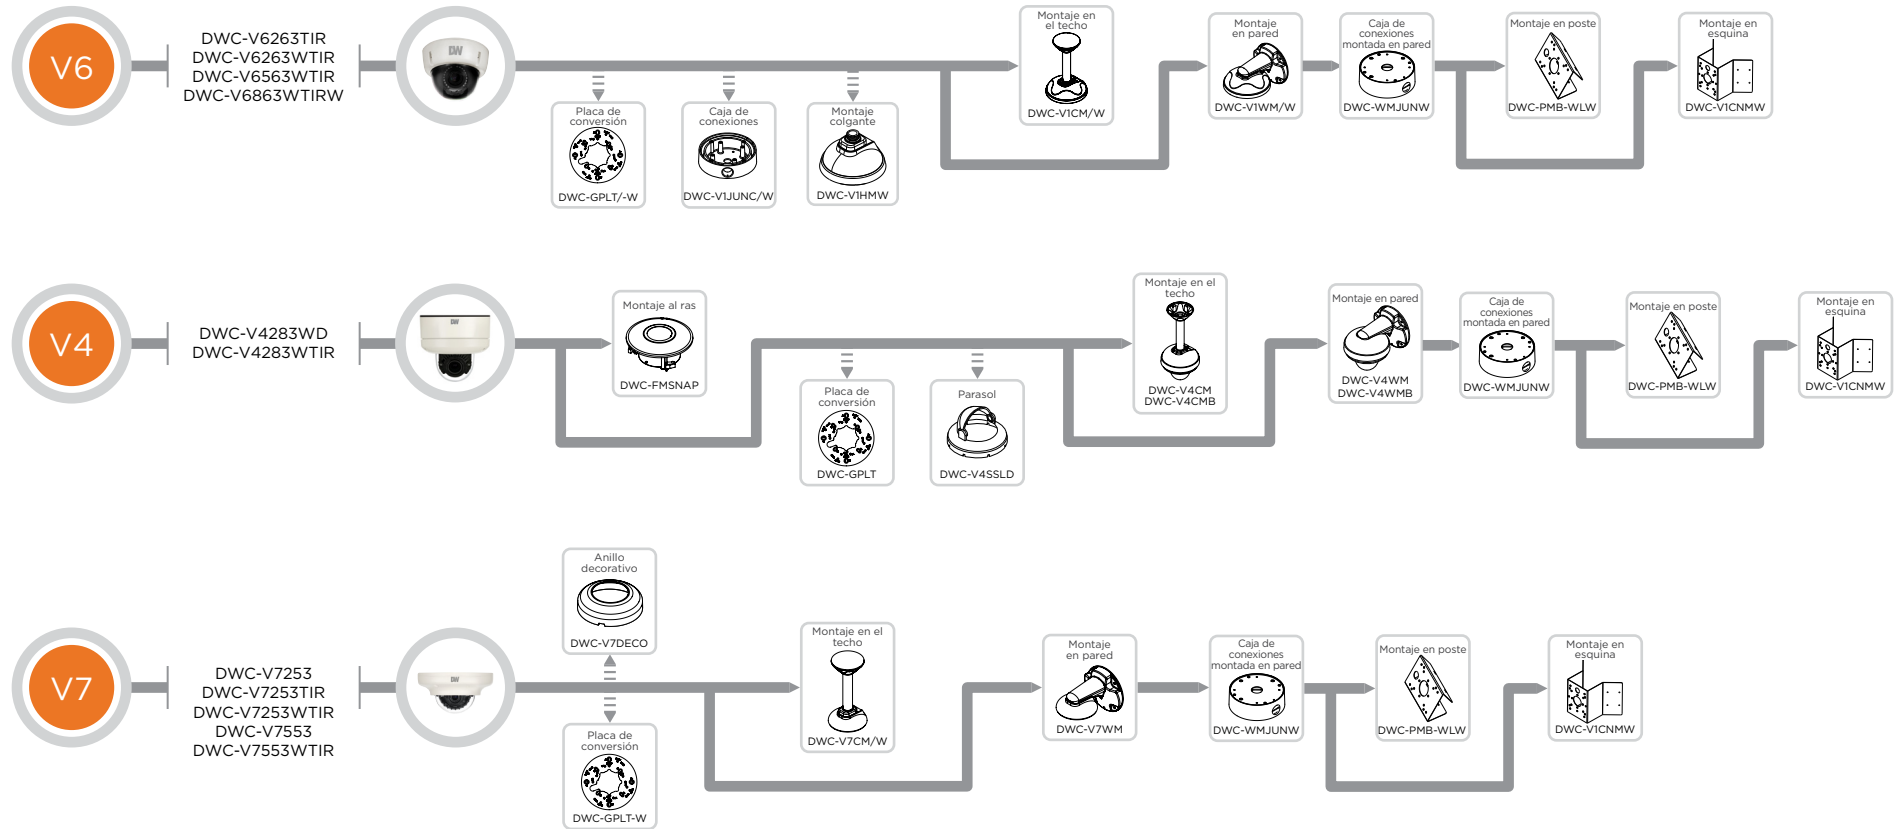 V6
DWC-V6263TIR
DWC-V6263WTIR
DWC-V6563WTIR
DWC-V6863WTIRW
DW
Placa de
conversión
DWC-GPLT/-W
Caja de
conexiones
DWC-V1JUNC/W
Montaje
colgante
DWC-V1HMW
Montaje en
el techo
DWC-V1CM/W
Montaje
en pared
DWC-V1WM/W
Caja de
conexiones
montada en pared
DWC-WMJUNW
Montaje en poste
DWC-PMB-WLW
Montaje en
esquina
DWC-V1CNMW
V4
DWC-V4283WD
DWC-V4283WTIR
DW
Montaje al ras
DWC-FMSNAP
Placa de
conversión
DWC-GPLT
Parasol
DWC-V4SSLD
Montaje en el
techo
DWC-V4CM
DWC-V4CMB
Montaje en pared
DWC-V4WM
DWC-V4WMB
Caja de
conexiones
montada en pared
DWC-WMJUNW
Montaje en poste
DWC-PMB-WLW
Montaje en
esquina
DWC-V1CNMW
V7
DWC-V7253
DWC-V7253TIR
DWC-V7253WTIR
DWC-V7553
DWC-V7553WTIR
DW
Anillo
decorativo
DWC-V7DECO
Placa de
conversión
DWC-GPLT-W
Montaje en el
techo
DWC-V7CM/W
Montaje
en pared
DWC-V7WM
Caja de
conexiones
montada en pared
DWC-WMJUNW
Montaje en poste
DWC-PMB-WLW
Montaje en
esquina
DWC-V1CNMW